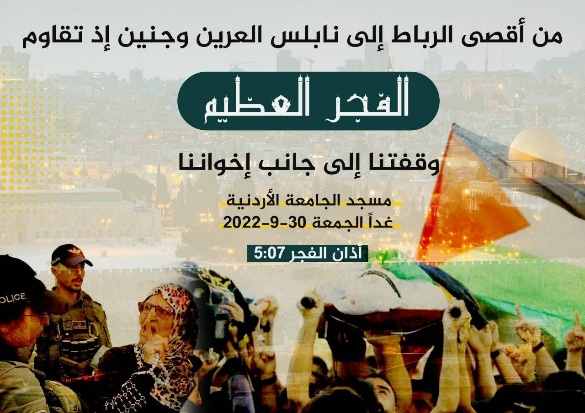 من أقصى الرباط إلى نابلس العرين وجنين إذ تقاوم
الفجر العظيم
وقفتنا إلى جانب إخواننا
مسجد الجامعة الأردنية
غداً الجمعة 30-9-2022
أذان الفجر 5:07
POLICE